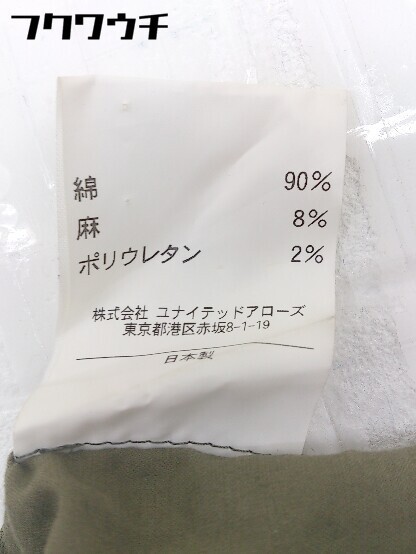 フクウウチ
綿 90%
麻 8%
ポリウレタン 2%
株式会社 ユナイテッドアローズ
東京都港区赤坂8-1-19
日本製